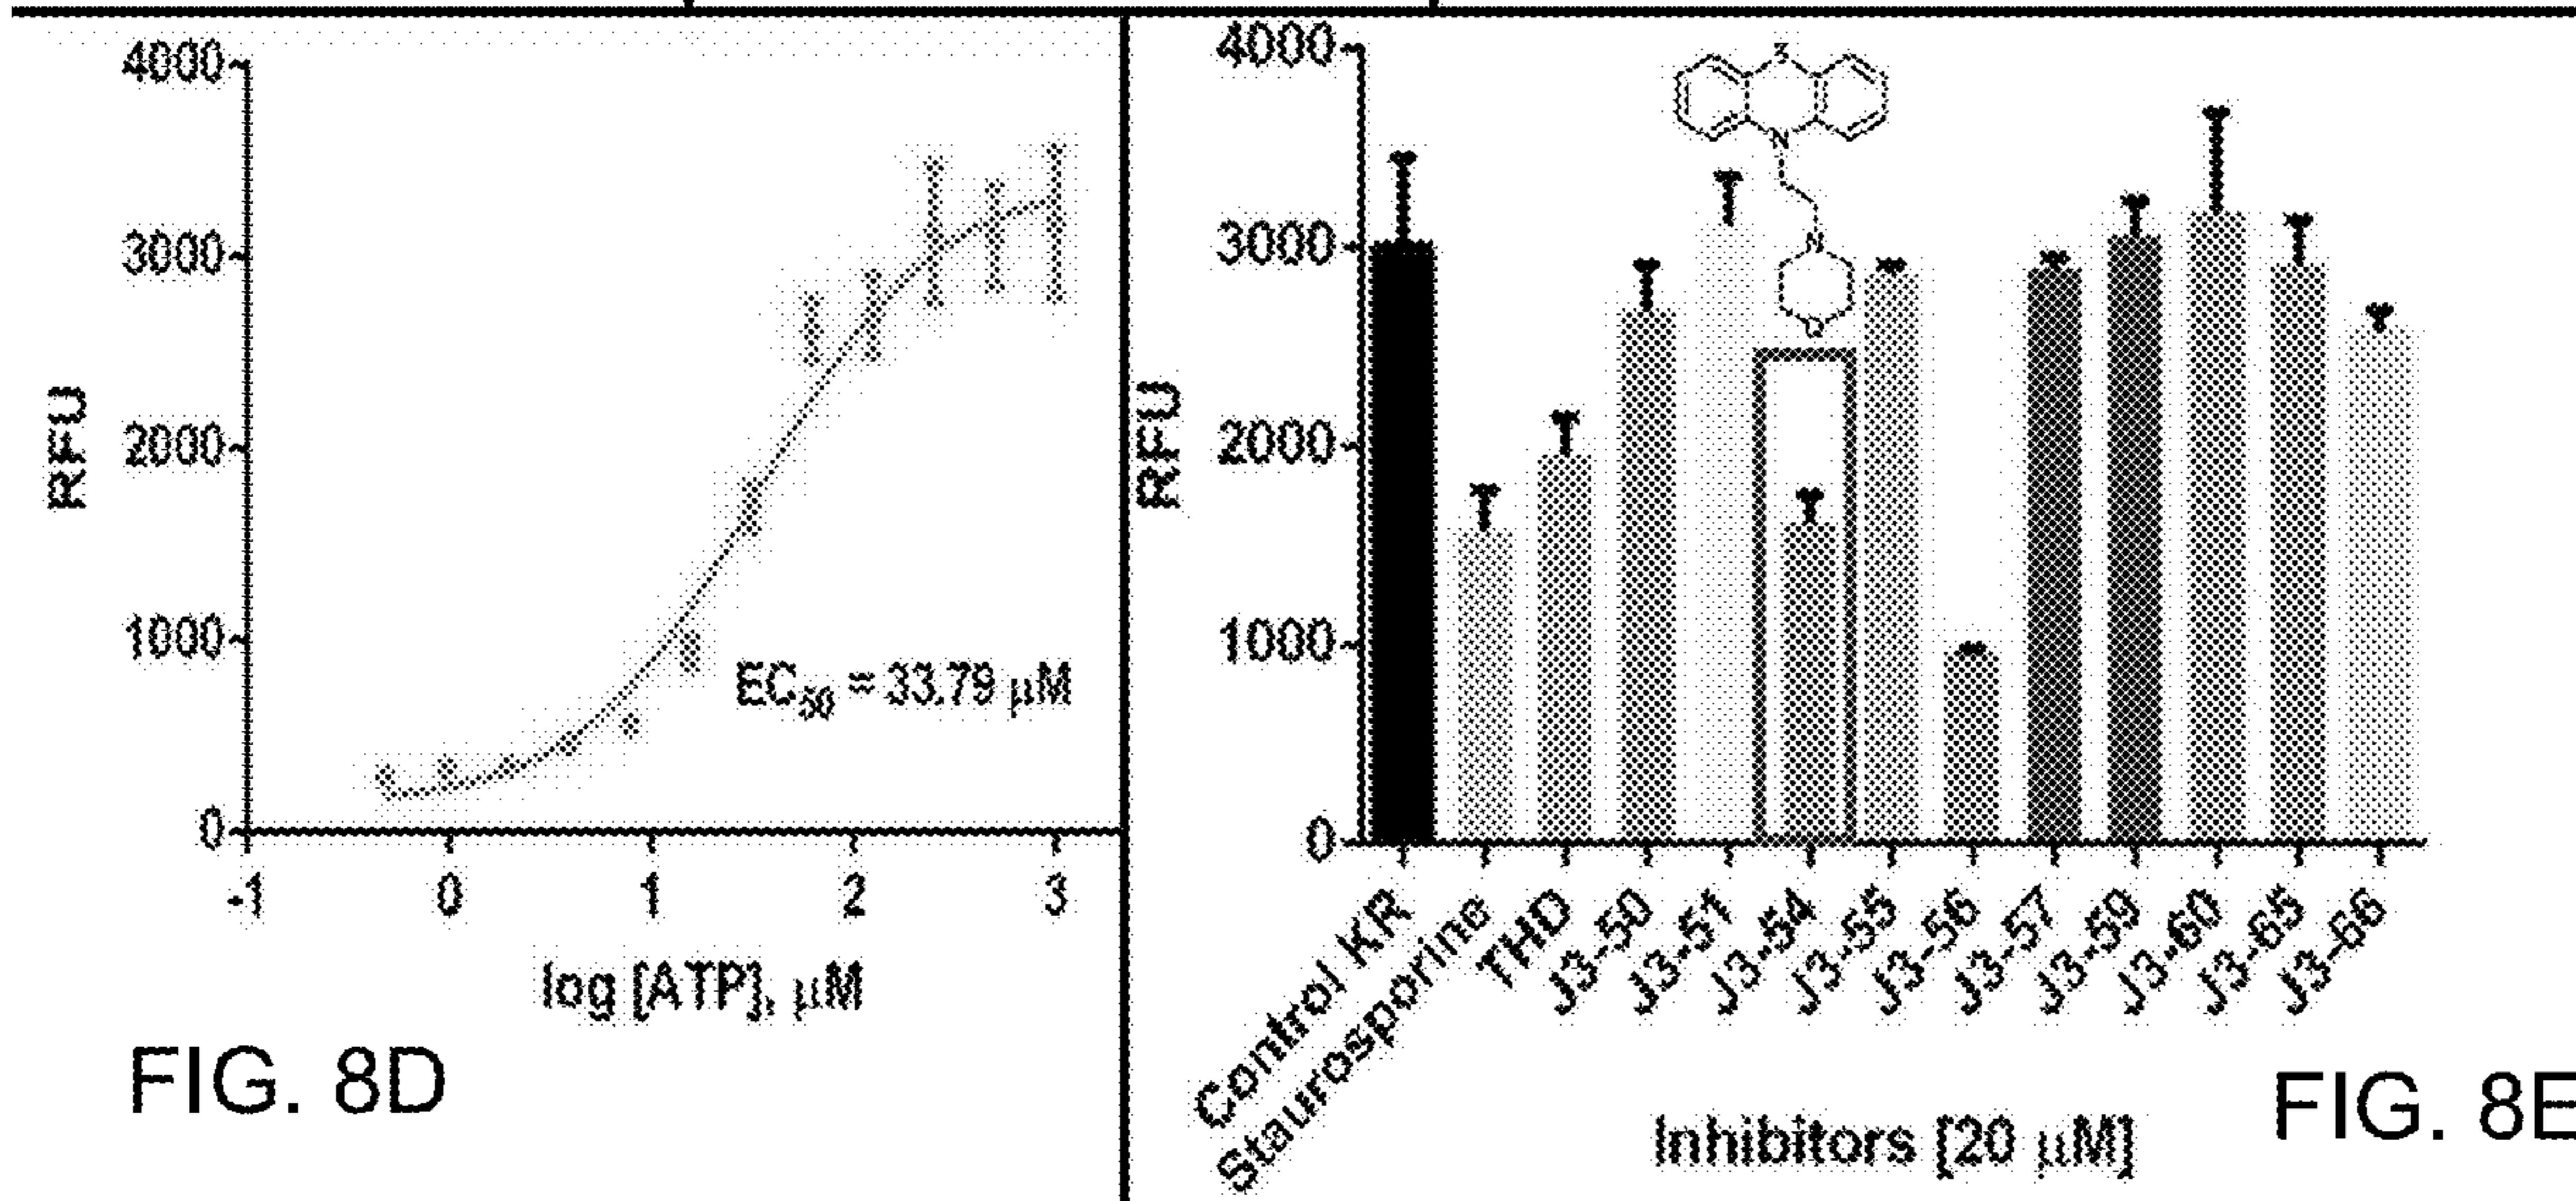 4000
3000
2000
1000
0
RFU
-1
0
1
2
3
log [ATP], µM
EC50 = 33.79 µM
FIG. 8D
4000
3000
2000
1000
0
RFU
N
N
O
Control KR
Staurosporine
THD
J3-50
J3-51
J3-54
J3-55
J3-56
J3-57
J3-59
J3-60
J3-65
J3-66
Inhibitors [20 µM]
FIG. 8E